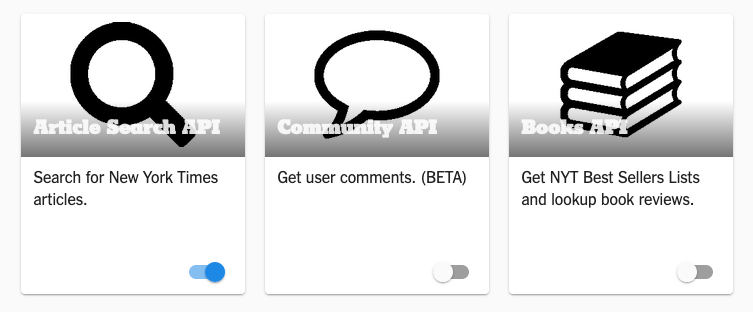 Article Search API
Search for New York Times
articles.
Community API
Get user comments. (BETA)
Books API
Get NYT Best Sellers Lists
and lookup book reviews.